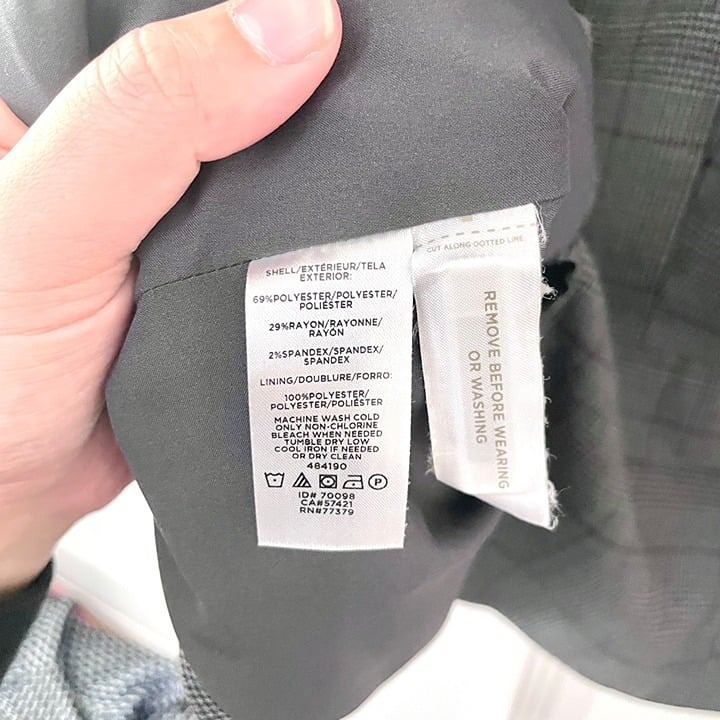 SHELL/EXTÉRIEUR/TELA
EXTERIOR:
69%POLYESTER/POLYESTER/
POLIÉSTER
29%RAYON/RAYONNE/
RAYÓN
2%SPANDEX/SPANDEX/
SPANDEX
LINING/DOUBLURE/FORRO:
100%POLYESTER/
POLYESTER/POLIÉSTER
MACHINE WASH COLD
ONLY NON-CHLORINE
BLEACH WHEN NEEDED
TUMBLE DRY LOW
COOL IRON IF NEEDED
OR DRY CLEAN
484190
P
ID# 70098
CA#57421
RN#77379
CUT ALONG DOTTED LINE
REMOVE BEFORE WEARING
OR WASHING